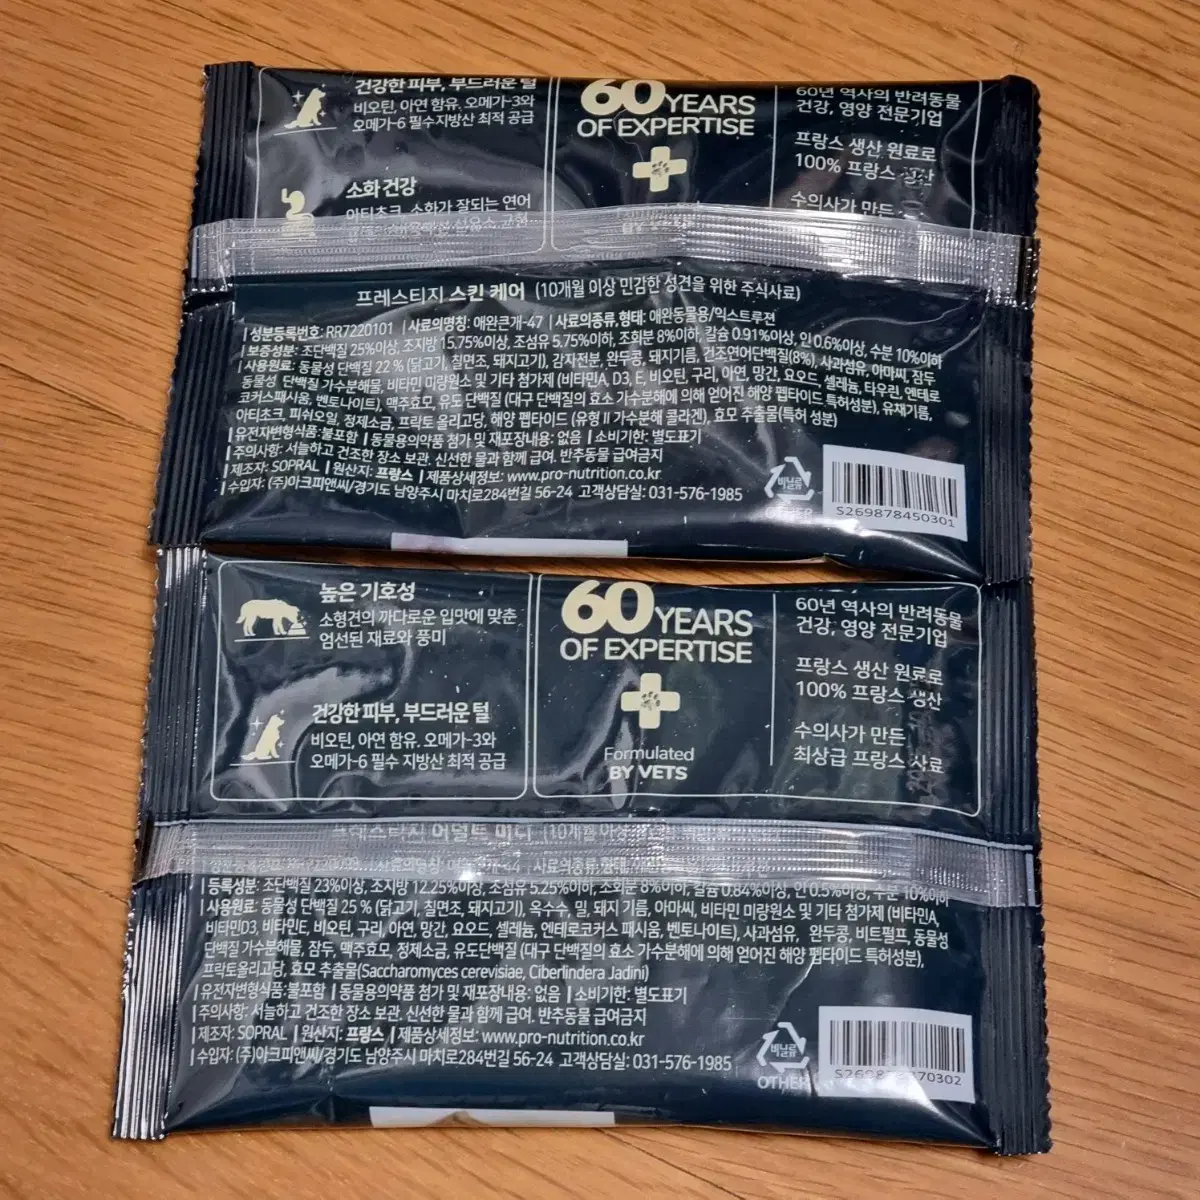 건강한 피부, 부드러운 털
비오틴, 아연 함유, 오메가-3와
오메가-6 필수지방산 최적 공급
소화 건강
아티초크, 소화가 잘되는 연어
60 YEARS
OF EXPERTISE
60년 역사의 반려동물
건강, 영양 전문기업
프랑스 생산 원료로
100% 프랑스 생산
수의사가 만든
프레스티지 스킨 케어 (10개월 이상 민감한 성견을 위한 주식사료)
| 성분등록번호: RR7220101 | 사료의명칭: 애완큰개-47 | 사료의종류, 형태: 애완동물용/익스트루젼
| 보증성분: 조단백질 25%이상, 조지방 15.75%이상, 조섬유 5.75%이하, 조회분 8%이하, 칼슘 0.91%이상, 인 0.6%이상, 수분 10%이하
| 사용원료: 동물성 단백질 22 % (닭고기, 칠면조, 돼지고기), 감자전분, 완두콩, 돼지기름, 건조연어단백질(8%), 사과섬유, 아마씨, 잠두
동물성 단백질 가수분해물, 비타민 미량원소 및 기타 첨가제 (비타민A, D3, E, 비오틴, 구리, 아연, 망간, 요오드, 셀레늄, 타우린, 엔테로
코커스패시움, 벤토나이트), 맥주효모, 유도 단백질 (대구 단백질의 효소 가수분해에 의해 얻어진 해양 펩타이드 특허성분), 유채기름,
아티초크, 피쉬오일, 정제소금, 프락토 올리고당, 해양 펩타이드 (유형 II 가수분해 콜라겐), 효모 추출물(특허 성분)
| 유전자변형식품:불포함 | 동물용의약품 첨가 및 재포장내용: 없음 | 소비기한: 별도표기
| 주의사항: 서늘하고 건조한 장소 보관. 신선한 물과 함께 급여. 반추동물 급여금지
| 제조자: SOPRAL | 원산지: 프랑스 | 제품상세정보: www.pro-nutrition.co.kr
| 수입자: (주)아크피앤씨/경기도 남양주시 마치로284번길 56-24 고객상담실: 031-576-1985
비닐류
OTHER
5269878450301
높은 기호성
소형견의 까다로운 입맛에 맞춘
엄선된 재료와 풍미
건강한 피부, 부드러운 털
비오틴, 아연 함유. 오메가-3와
오메가-6 필수 지방산 최적 공급
60 YEARS
OF EXPERTISE
Formulated
BY VETS
60년 역사의 반려동물
건강, 영양 전문기업
프랑스 생산 원료로
100% 프랑스 생산
수의사가 만든
최상급 프랑스 사료
프레스티지 어덜트 미니 (10개월 이상
| 등록성분: 조단백질 23%이상, 조지방 12.25%이상, 조섬유 5.25%이하, 조회분 8%이하, 칼슘 0.84%이상, 인 0.5%이상, 수분 10%이하
| 사용원료: 동물성 단백질 25 % (닭고기, 칠면조, 돼지고기), 옥수수, 밀, 돼지 기름, 아마씨, 비타민 미량원소 및 기타 첨가제 (비타민A,
비타민D3, 비타민E, 비오틴, 구리, 아연, 망간, 요오드, 셀레늄, 엔테로코커스 패시움, 벤토나이트), 사과섬유, 완두콩, 비트펄프, 동물성
단백질 가수분해물, 잠두, 맥주효모, 정제소금, 유도단백질 (대구 단백질의 효소 가수분해에 의해 얻어진 해양 펩타이드 특허성분),
프락토올리고당, 효모 추출물(Saccharomyces cerevisiae, Ciberlindera Jadini)
| 유전자변형식품:불포함 | 동물용의약품 첨가 및 재포장내용: 없음 | 소비기한: 별도표기
| 주의사항: 서늘하고 건조한 장소 보관. 신선한 물과 함께 급여. 반추동물 급여금지
| 제조자: SOPRAL | 원산지: 프랑스 | 제품상세정보: www.pro-nutrition.co.kr
| 수입자: (주)아크피앤씨/경기도 남양주시 마치로284번길 56-24 고객상담실: 031-576-1985
비닐류
OTHER